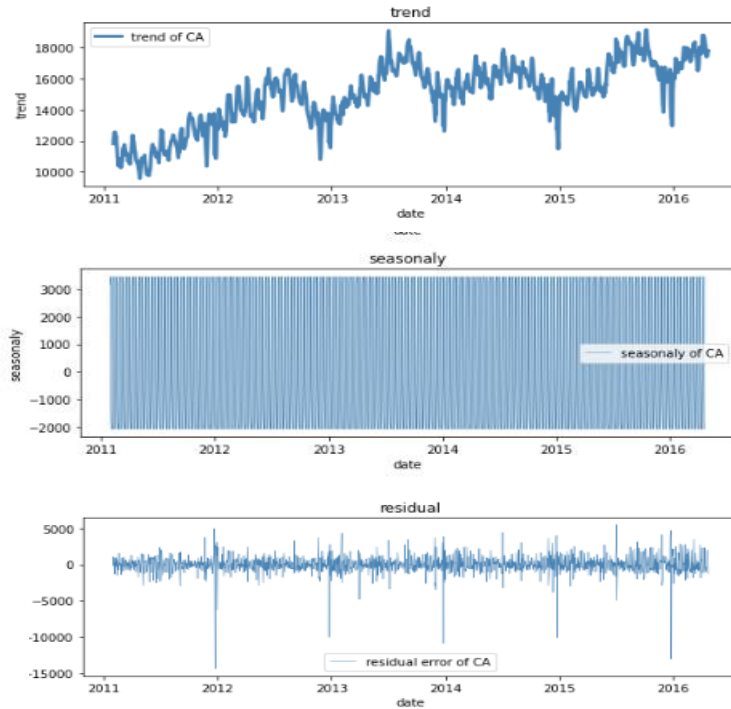 trend
trend of CA
trend
18000
16000
14000
12000
10000
2011 2012 2013 2014 2015 2016
date
seasonaly
seasonaly
3000
2000
1000
0
−1000
−2000
seasonaly of CA
2011 2012 2013 2014 2015 2016
date
residual
5000
0
−5000
−10000
-15000
residual error of CA
2011 2012 2013 2014 2015 2016
date